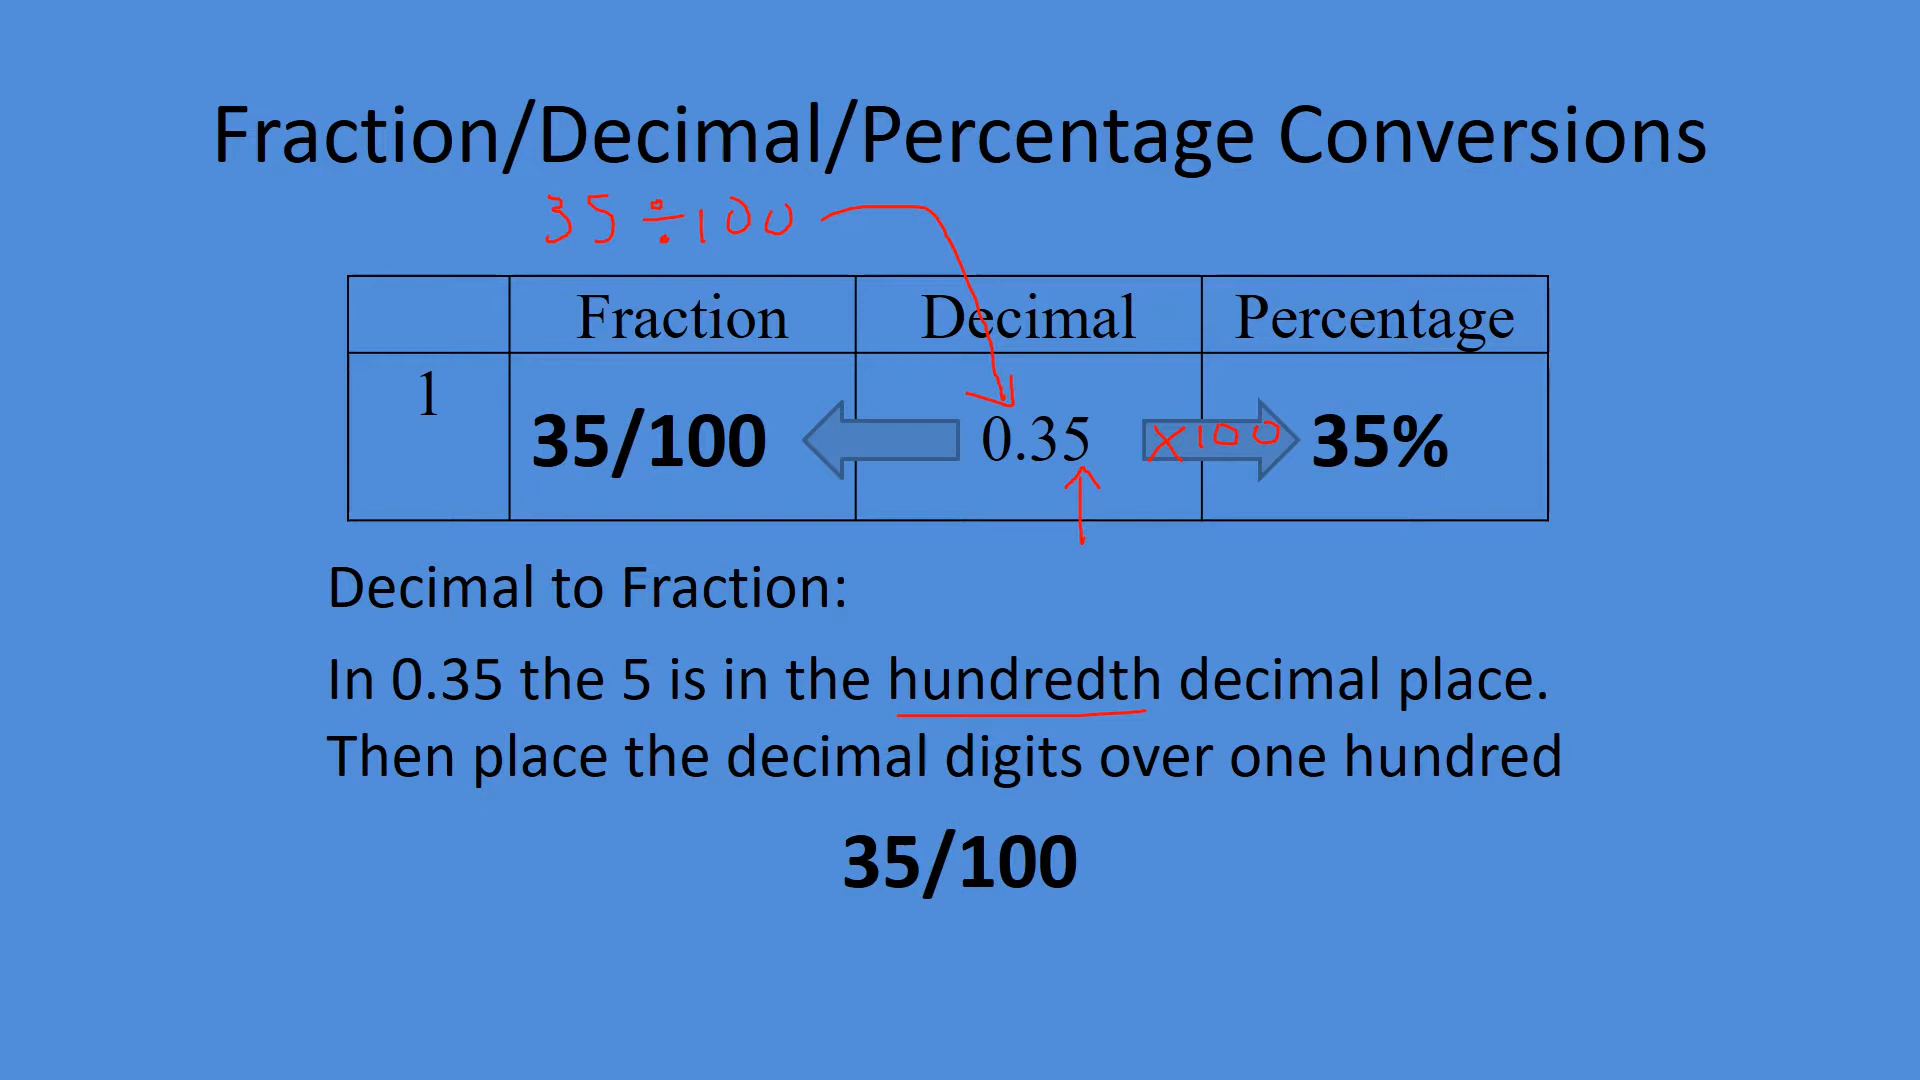 Fraction/Decimal/Percentage Conversions
35 ÷ 100
Fraction Decimal Percentage
1 35/100 0.35 x100 35%
Decimal to Fraction:
In 0.35 the 5 is in the hundredth decimal place.
Then place the decimal digits over one hundred
35/100